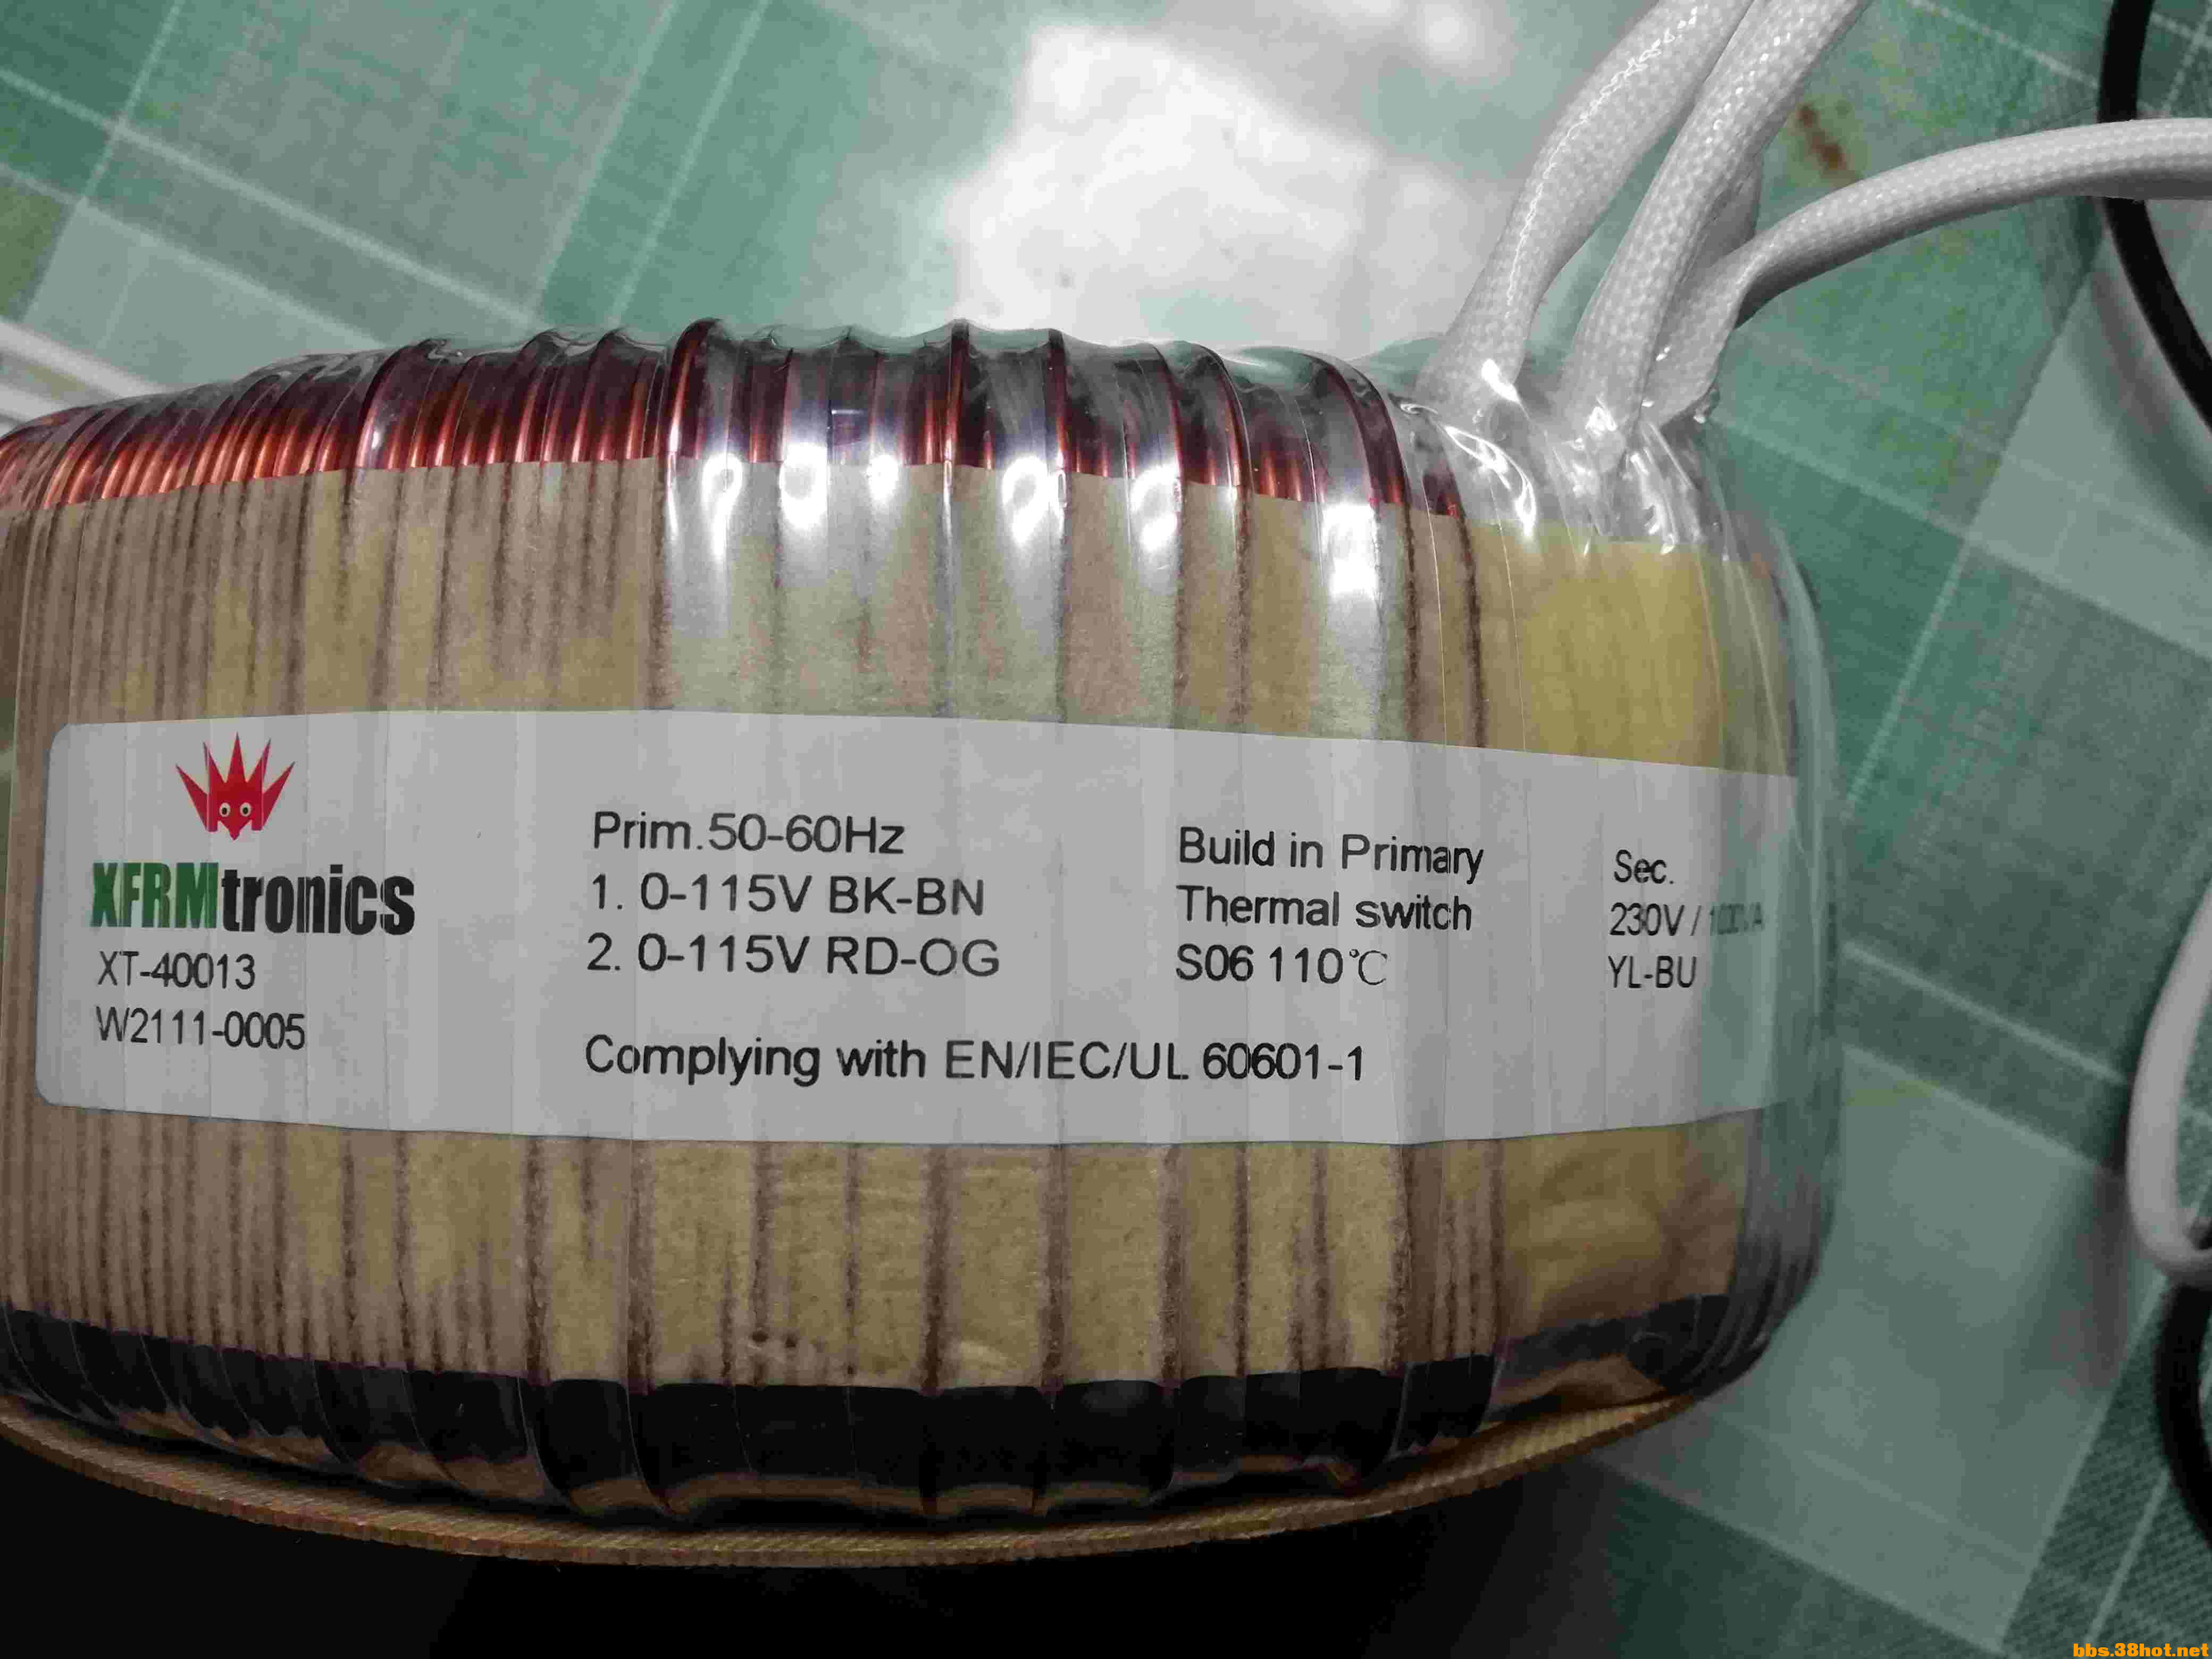 XFRMtronics
XT-40013
W2111-0005
Prim.50-60Hz
1. 0-115V BK-BN
2. 0-115V RD-OG
Build in Primary
Thermal switch
S06 110℃
Complying with EN/IEC/UL 60601-1
Sec.
230V /
YL-BU
bbs.38hot.net